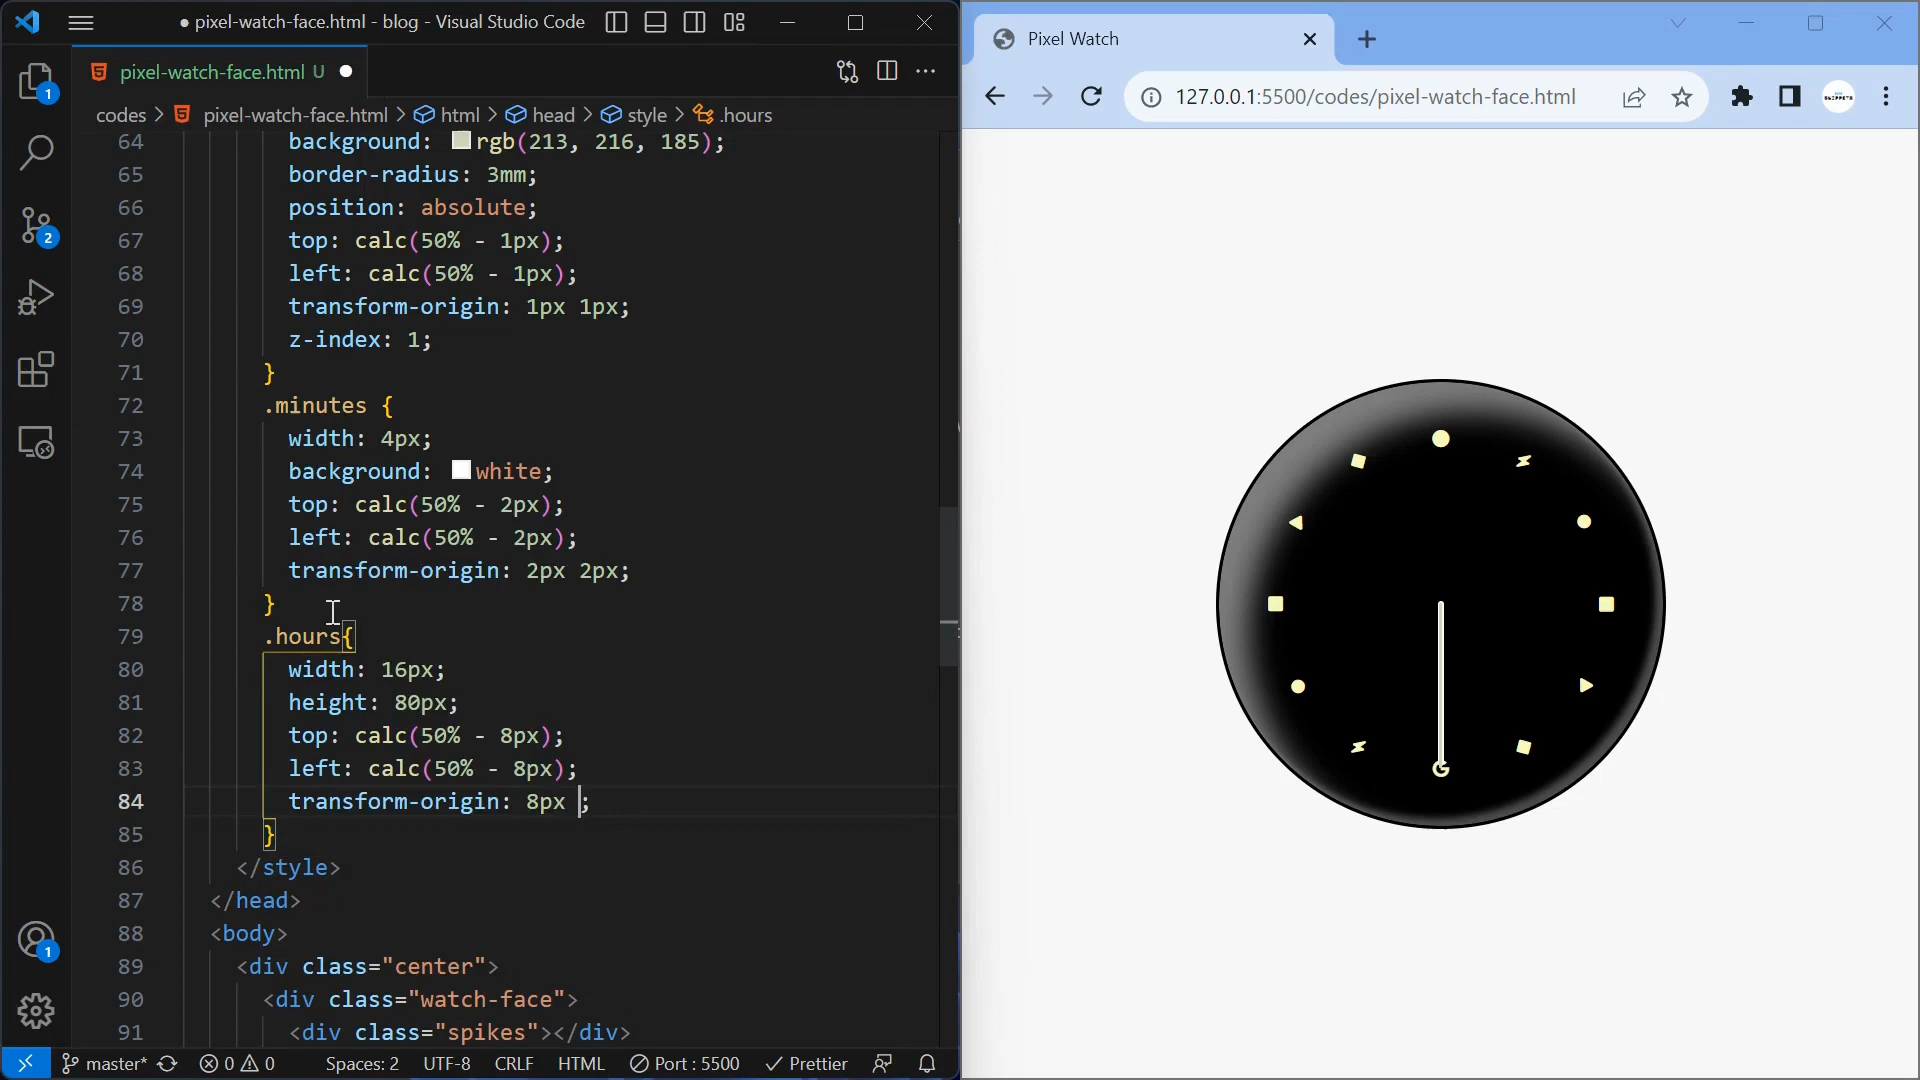 ● pixel-watch-face.html - blog - Visual Studio Code
pixel-watch-face.html U ●
codes > pixel-watch-face.html > html > head > style > .hours
64 background: rgb(213, 216, 185);
65 border-radius: 3mm;
66 position: absolute;
67 top: calc(50% - 1px);
68 left: calc(50% - 1px);
69 transform-origin: 1px 1px;
70 z-index: 1;
71 }
72 .minutes {
73 width: 4px;
74 background: white;
75 top: calc(50% - 2px);
76 left: calc(50% - 2px);
77 transform-origin: 2px 2px;
78 }
79 .hours{
80 width: 16px;
81 height: 80px;
82 top: calc(50% - 8px);
83 left: calc(50% - 8px);
84 transform-origin: 8px ;
85 }
86 </style>
87 </head>
88 <body>
89 <div class="center">
90 <div class="watch-face">
91 <div class="spikes"></div>
1
2
1
master* 0 0 Spaces: 2 UTF-8 CRLF HTML Port : 5500 Prettier
Pixel Watch
127.0.0.1:5500/codes/pixel-watch-face.html
G